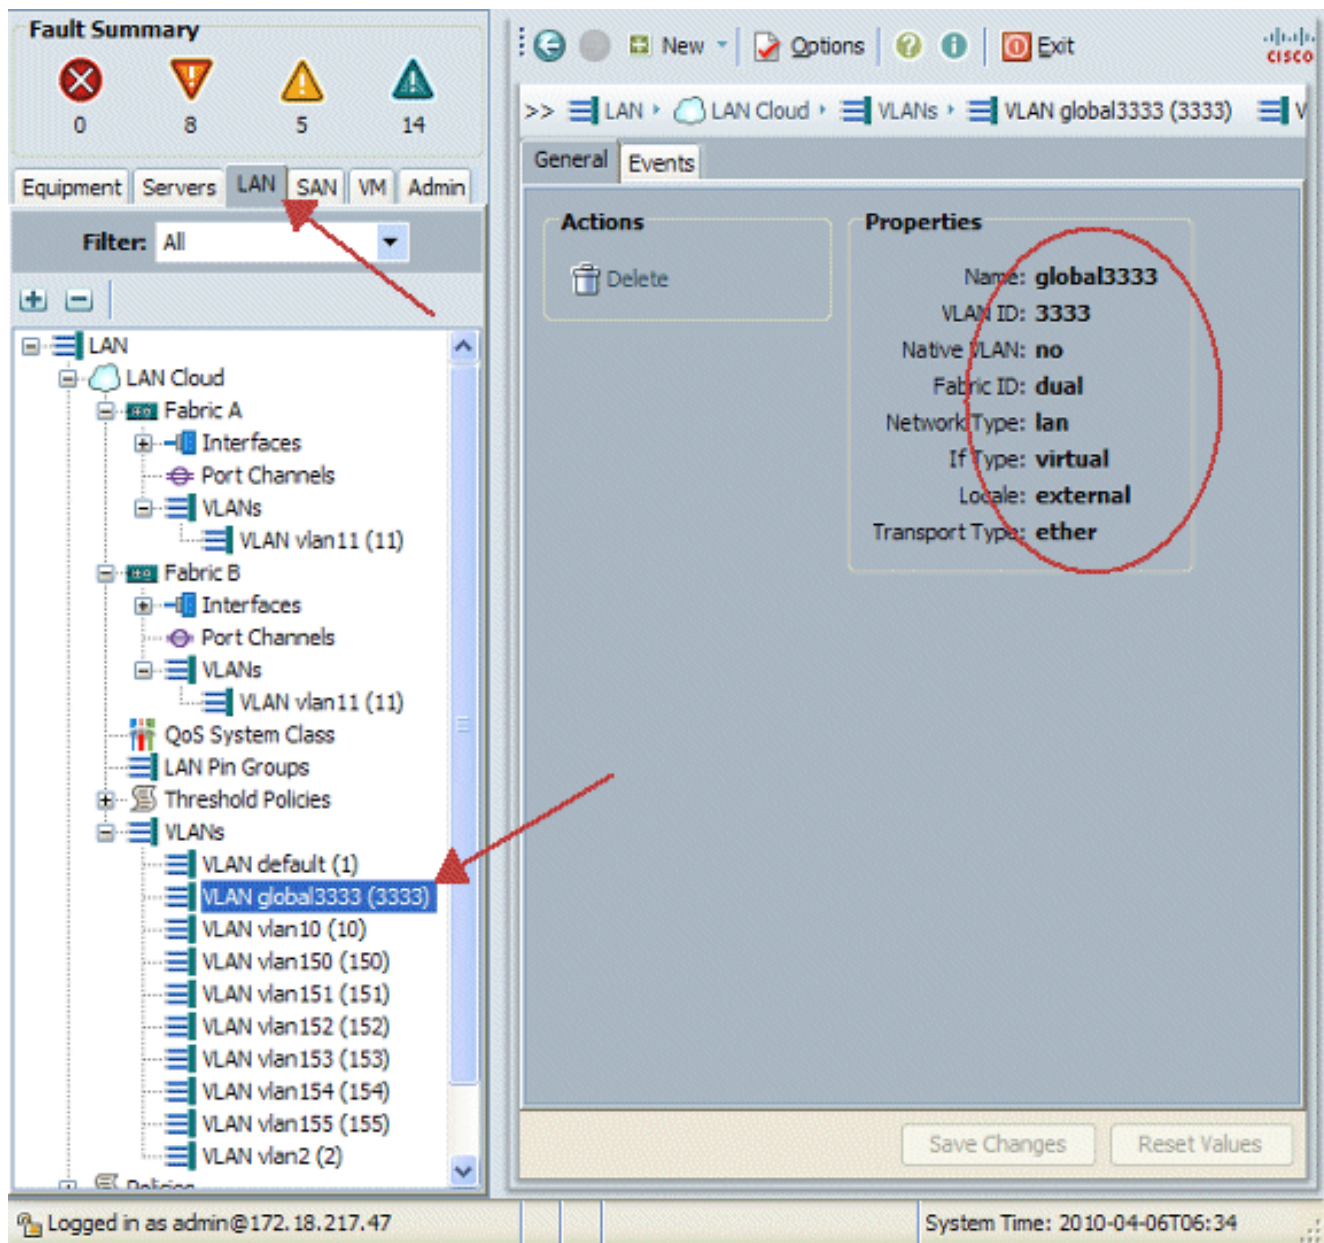 Fault Summary
0 8 5 14
Equipment Servers LAN SAN VM Admin
Filter: All
LAN
LAN Cloud
Fabric A
Interfaces
Port Channels
VLANs
VLAN vlan11 (11)
Fabric B
Interfaces
Port Channels
VLANs
VLAN vlan11 (11)
QoS System Class
LAN Pin Groups
Threshold Policies
VLANs
VLAN default (1)
VLAN global3333 (3333)
VLAN vlan10 (10)
VLAN vlan150 (150)
VLAN vlan151 (151)
VLAN vlan152 (152)
VLAN vlan153 (153)
VLAN vlan154 (154)
VLAN vlan155 (155)
VLAN vlan2 (2)
Policies
New Options Exit
CISCO
>> LAN LAN Cloud VLANs VLAN global3333 (3333) V
General Events
Actions
Delete
Properties
Name: global3333
VLAN ID: 3333
Native VLAN: no
Fabric ID: dual
Network Type: lan
If Type: virtual
Locale: external
Transport Type: ether
Save Changes Reset Values
Logged in as admin@172.18.217.47
System Time: 2010-04-06T06:34